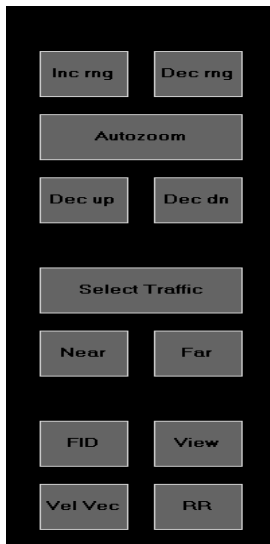 Inc rng Dec rng
Autozoom
Dec up Dec dn
Select Traffic
Near Far
FID View
Vel Vec RR